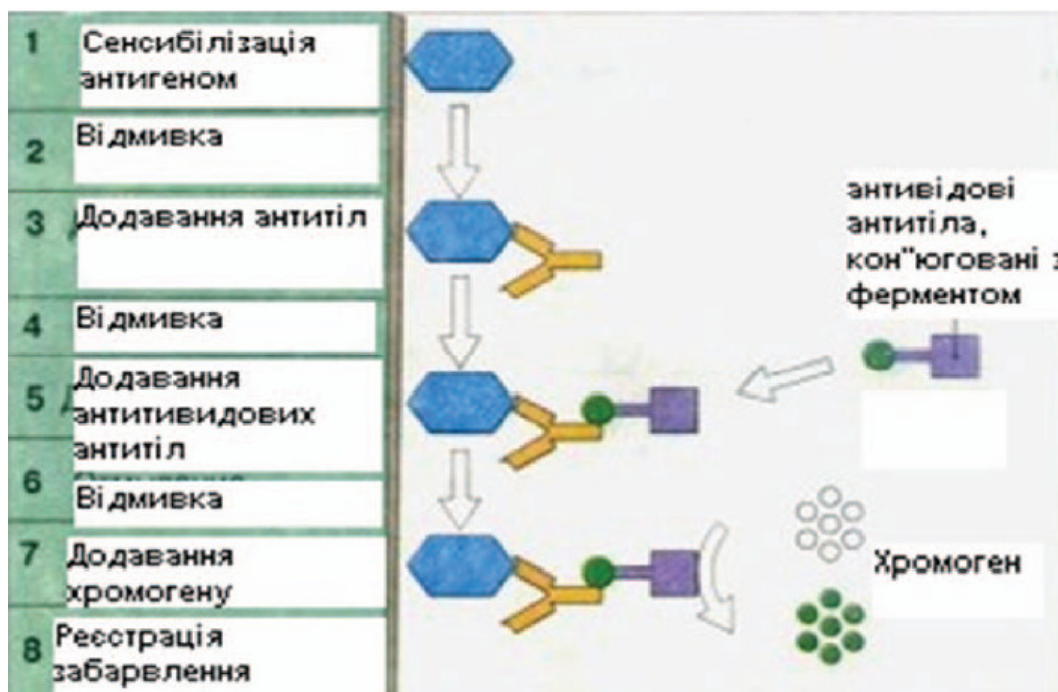 1 Сенсибілізація
антигеном
2 Відмивка
3 Додавання антитіл
4 Відмивка
5 Додавання
антитивидових
антитіл
6 Відмивка
7 Додавання
хромогену
8 Реєстрація
забарвлення
антивідові
антитіла,
кон"юговані з
ферментом
Хромоген